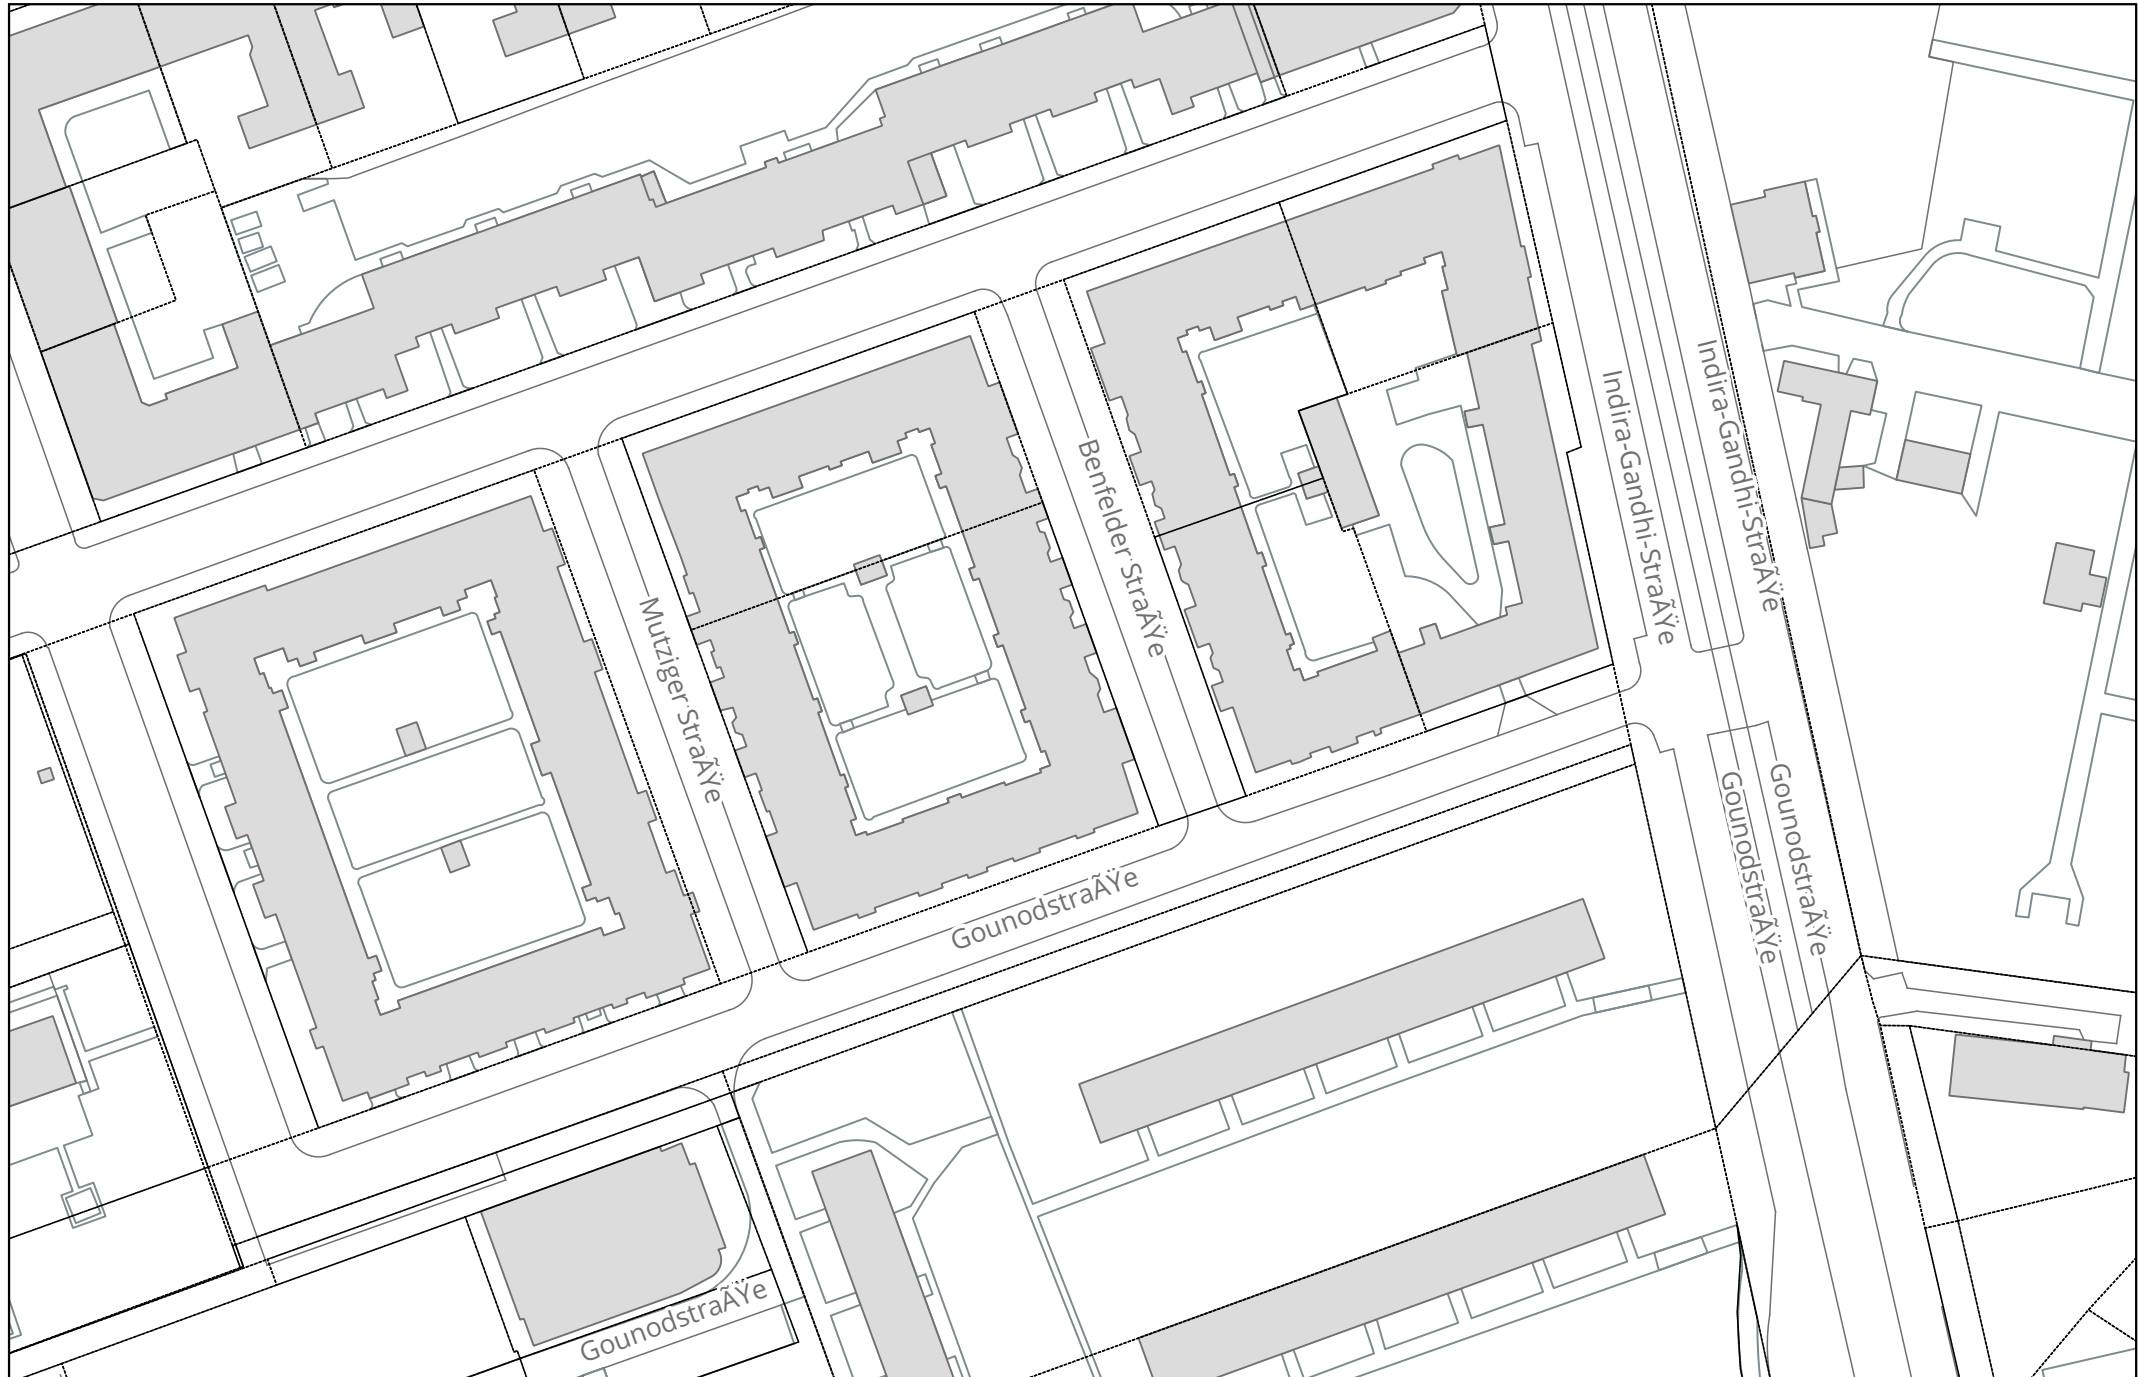 Indira-Gandhi-StraÃŸe
Indira-Gandhi-StraÃŸe
Benfelder StraÃŸe
Mutziger StraÃŸe
GounodstraÃŸe
GounodstraÃŸe
GounodstraÃŸe
GounodstraÃŸe